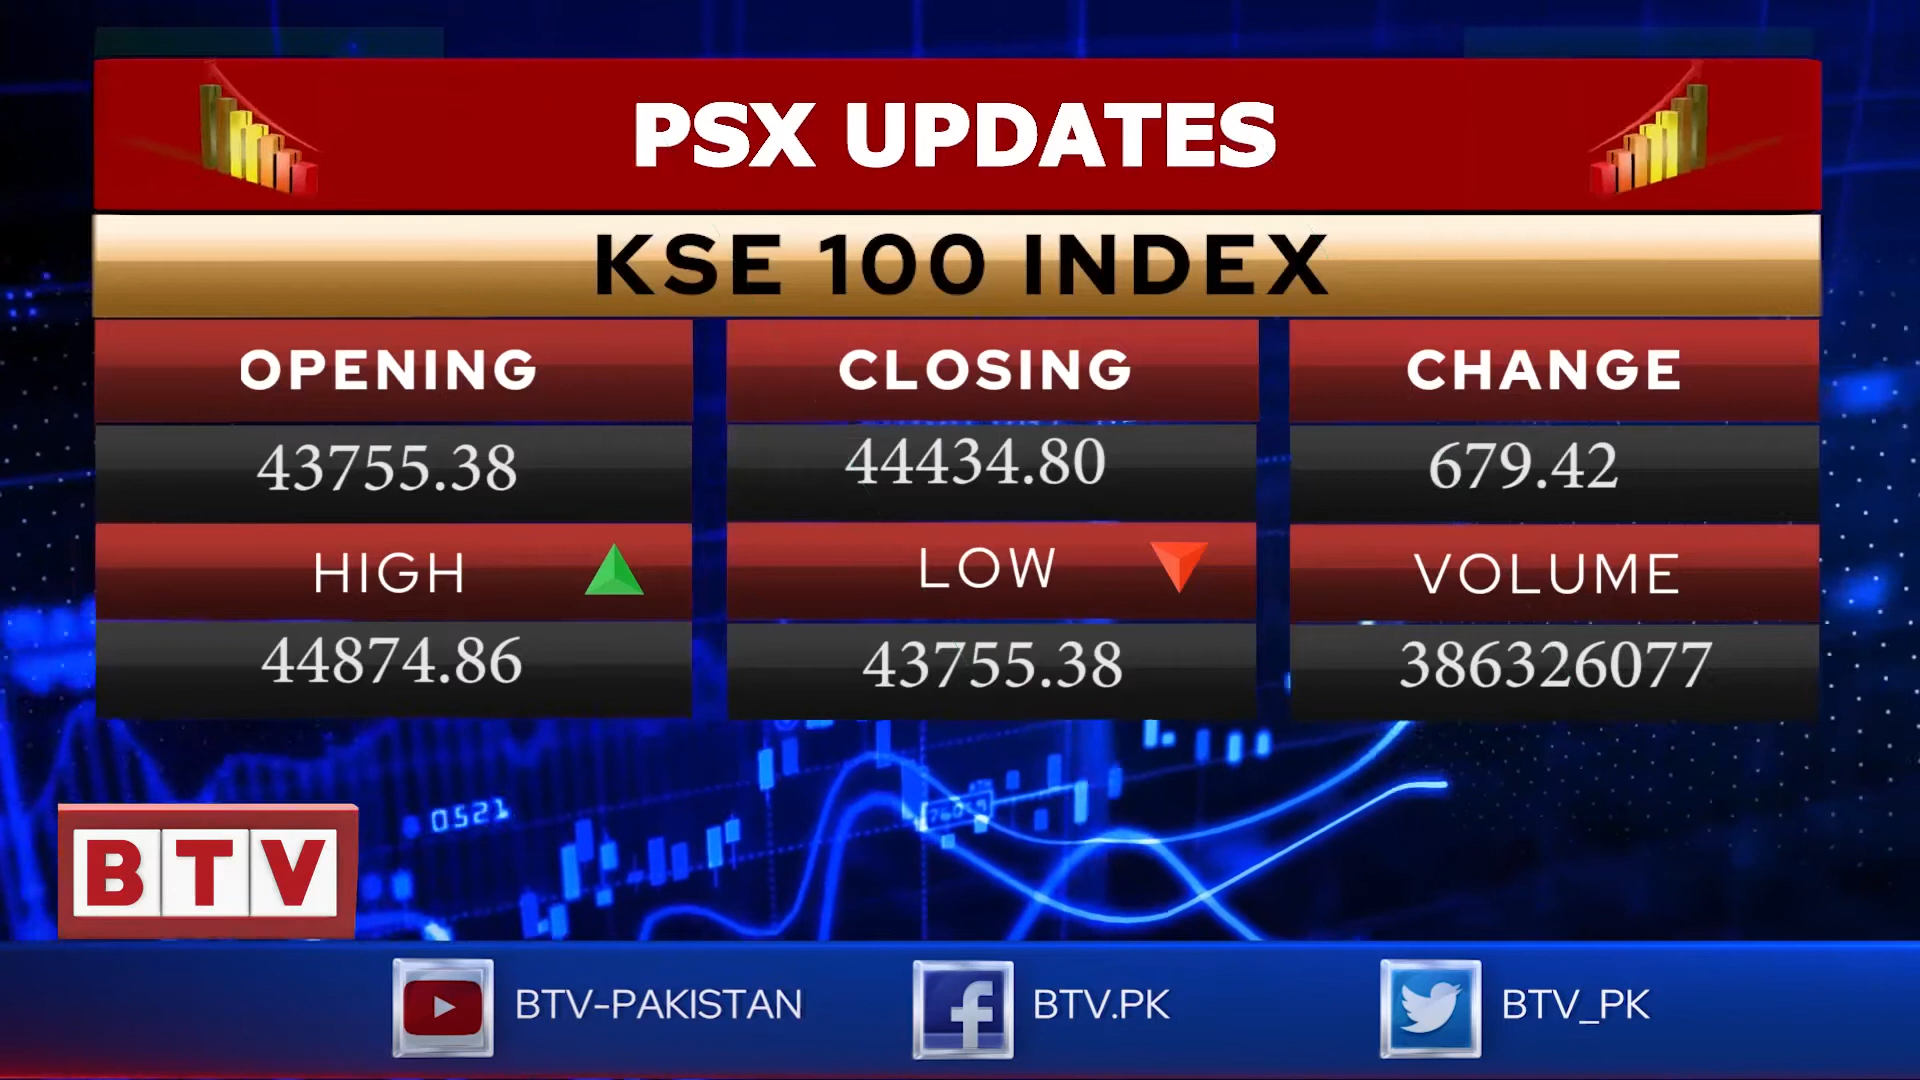 PSX UPDATES
KSE 100 INDEX
OPENING CLOSING CHANGE
43755.38 44434.80 679.42
HIGH LOW VOLUME
44874.86 43755.38 386326077
0521
BTV
BTV-PAKISTAN BTV.PK BTV_PK